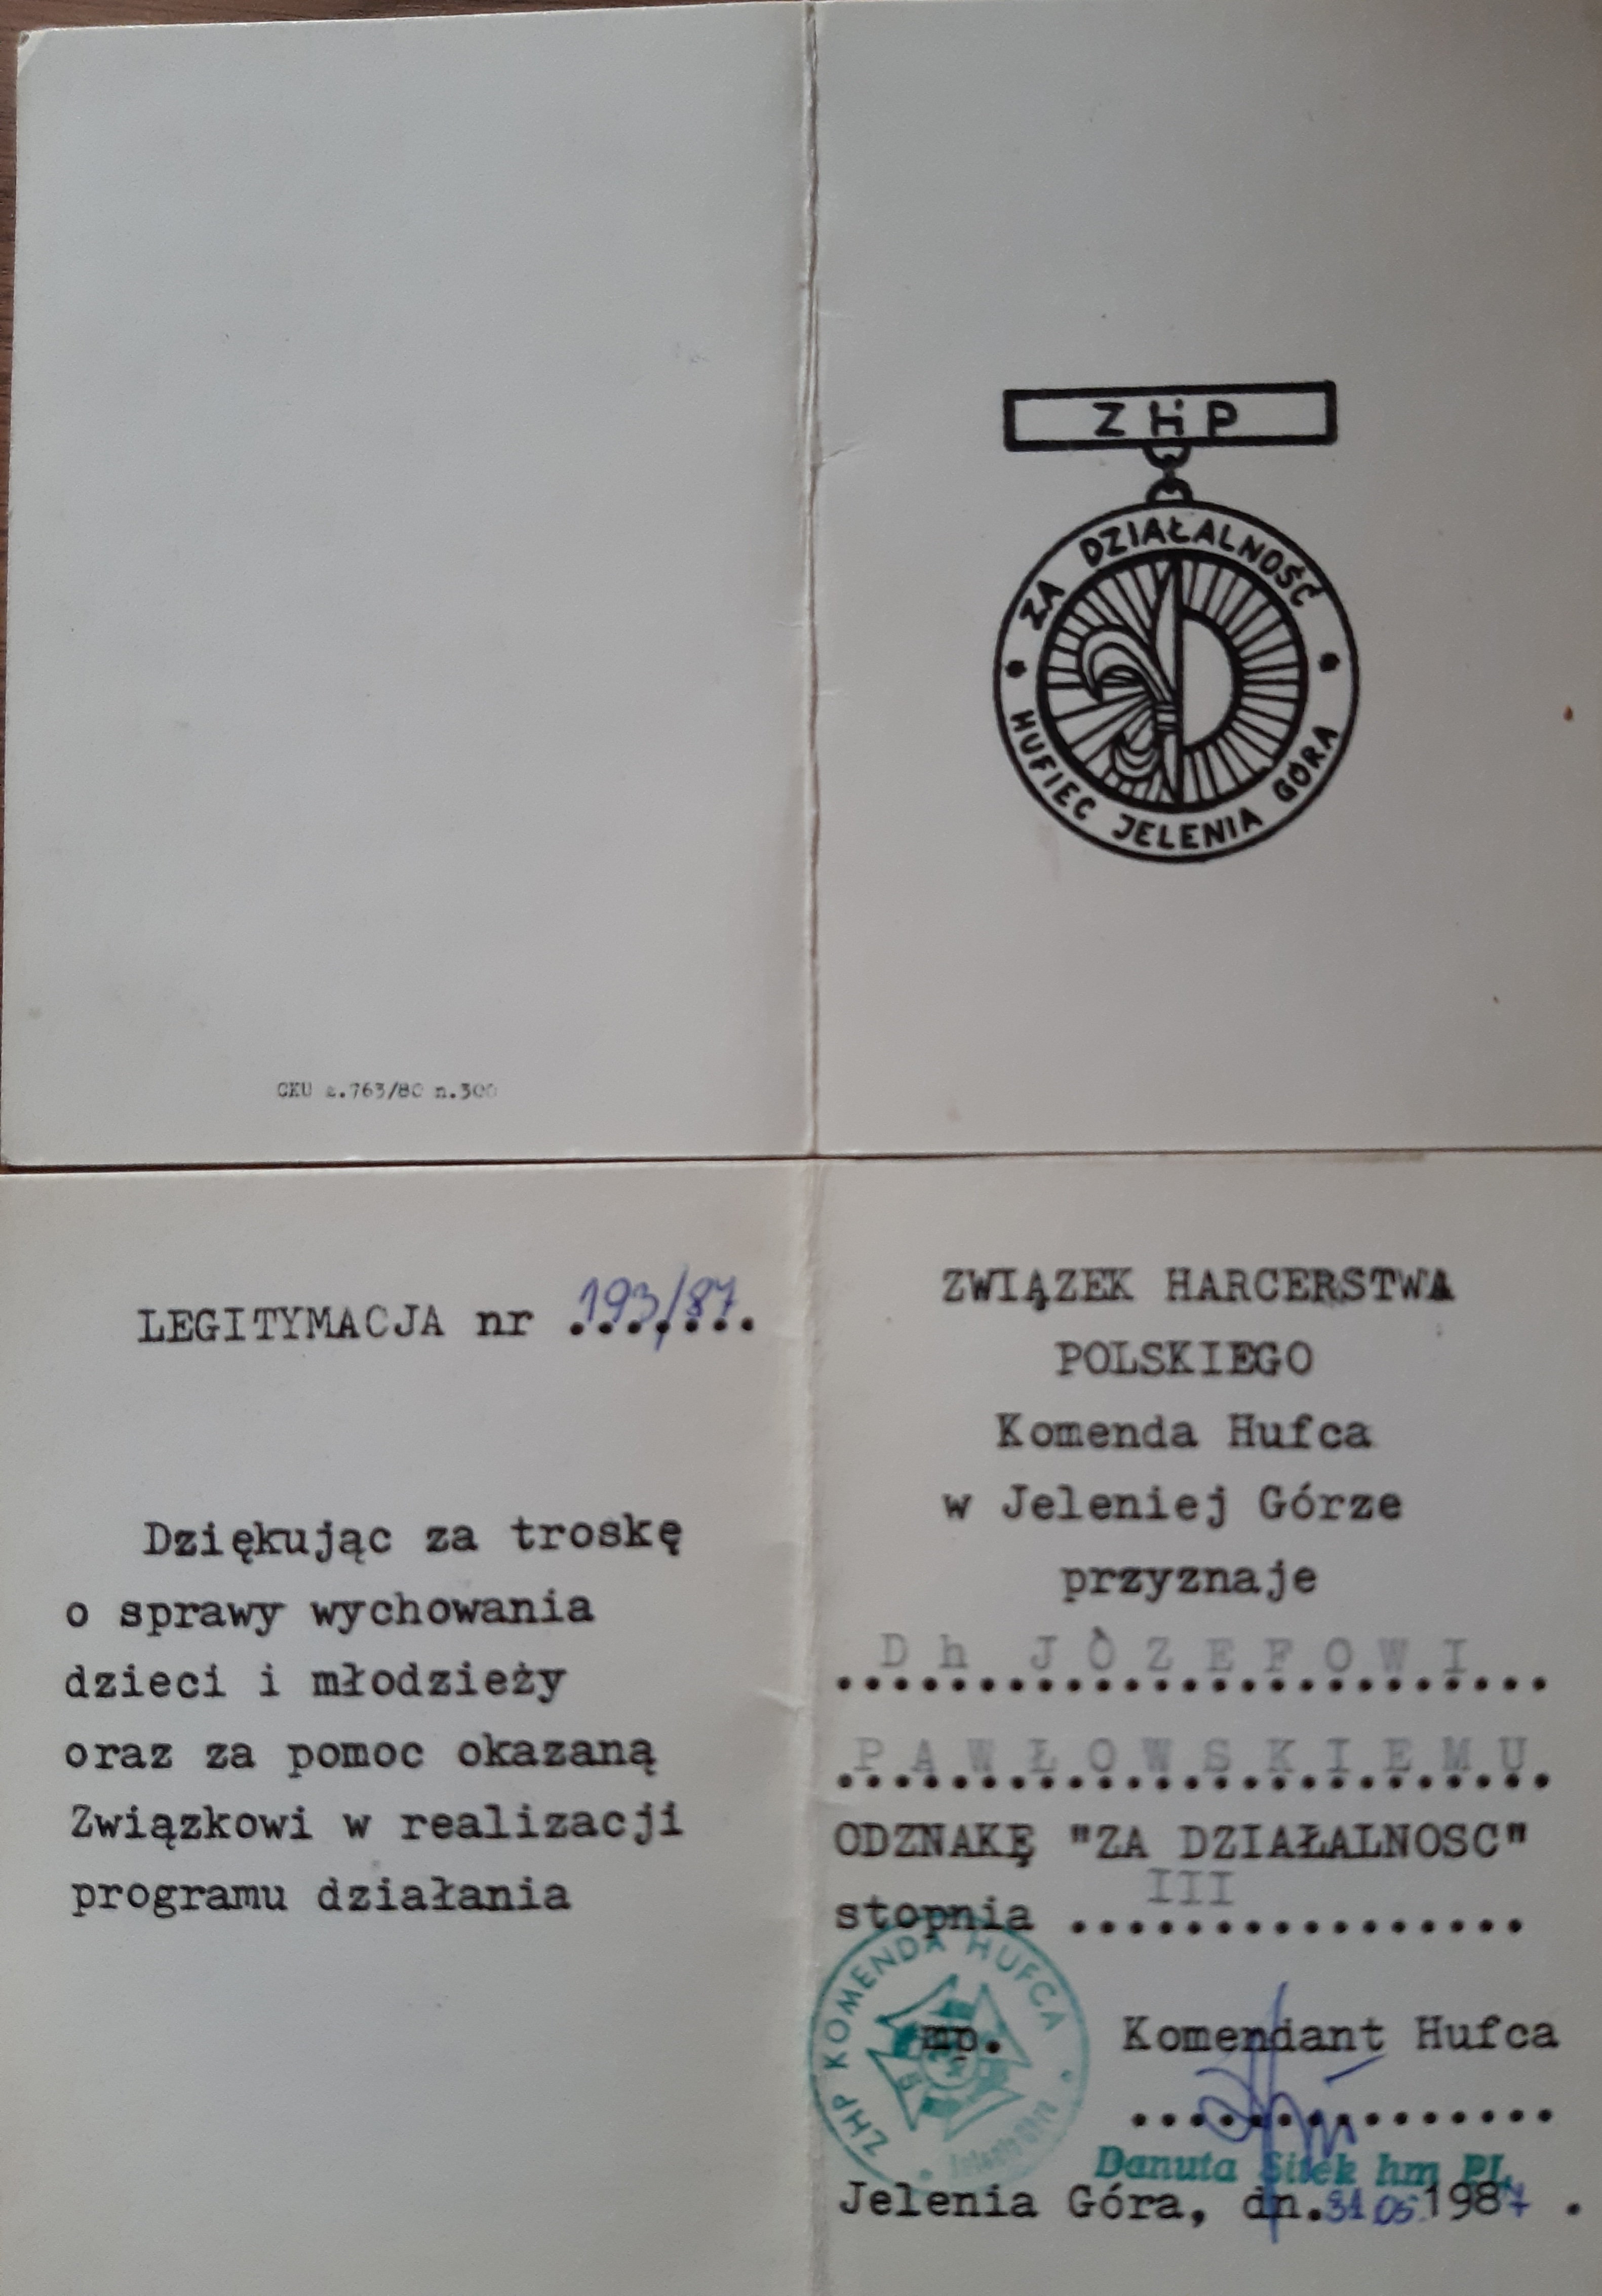 ZHP
ZA DZIAŁALNOŚĆ
HUFIEC JELENIA GÓRA
CKU z.763/80 n.300
LEGITYMACJA nr 193/87
Dziękując za troskę
o sprawy wychowania
dzieci i młodzieży
oraz za pomoc okazaną
Związkowi w realizacji
programu działania
ZWIĄZEK HARCERSTWA
POLSKIEGO
Komenda Hufca
w Jeleniej Górze
przyznaje
Dh JÓZEFOWI
PAWŁOWSKIEMU
ODZNAKĘ "ZA DZIAŁALNOSC"
stopnia III
ZHP KOMENDA HUFCA
Jelenia Góra
mp. Komendant Hufca
Danuta Sitek hm PL
Jelenia Góra, dn.31.05.1987.